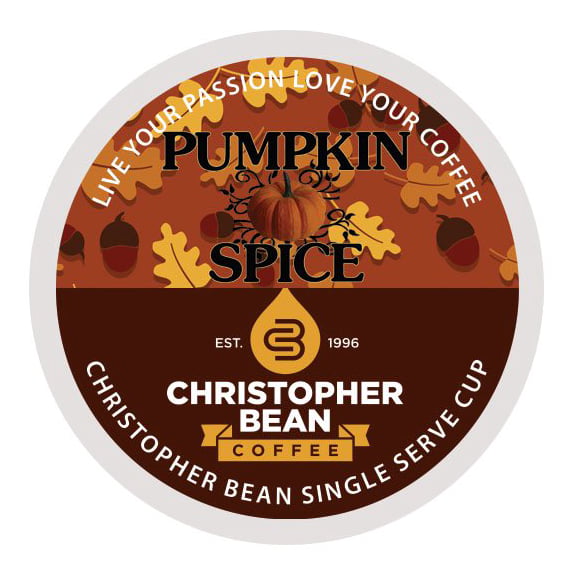 LIVE YOUR PASSION LOVE YOUR COFFEE
PUMPKIN
SPICE
EST. 1996
CHRISTOPHER
BEAN
COFFEE
CHRISTOPHER BEAN SINGLE SERVE CUP